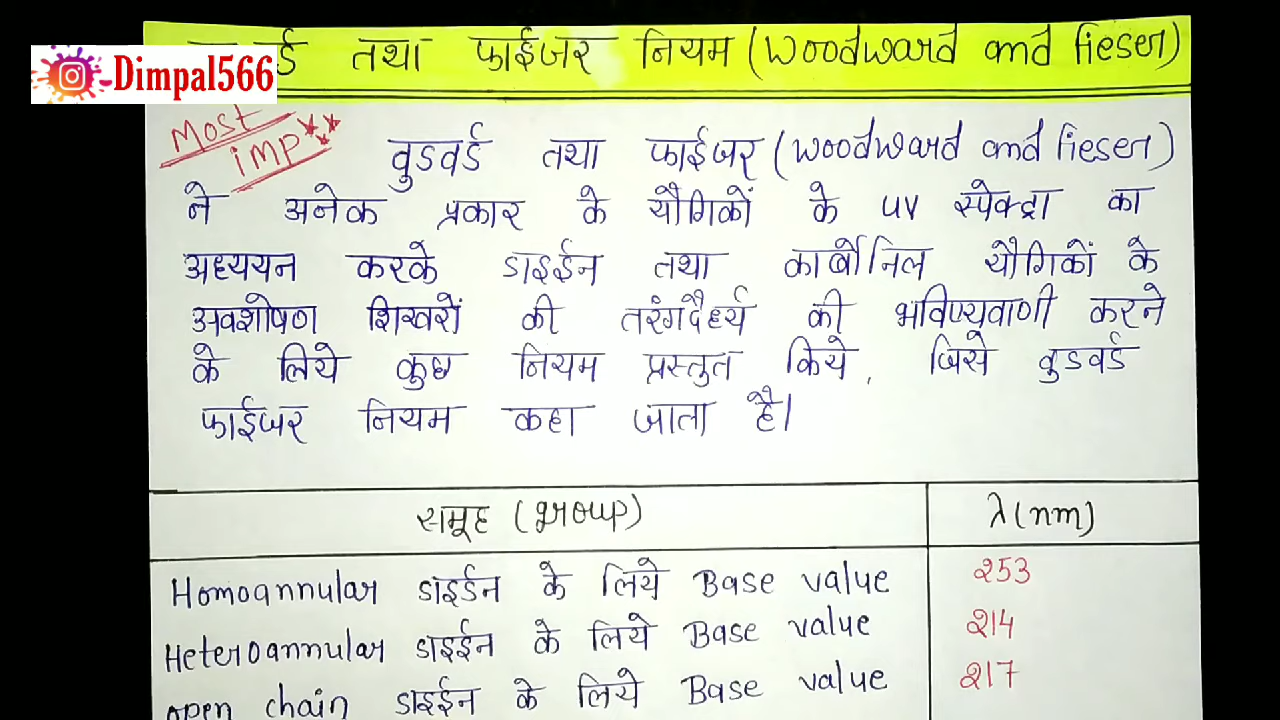 र्ड तथा फाईजर नियम (Woodward and Fieser)
Dimpal566
Most
imp
वुडवर्ड तथा फाईजर (Woodward and Fieser)
ने अनेक प्रकार के यौगिकों के UV स्पेक्ट्रा का
अध्ययन करके डाइईन तथा कार्बोनिल यौगिकों के
अवशोषण शिखरों की तरंगदैर्ध्य की भविष्यवाणी करने
के लिये कुछ नियम प्रस्तुत किये, जिसे वुडवर्ड
फाईजर नियम कहा जाता है।
समूह (group) λ(nm)
Homoannular डाईईन के लिये Base value 253
Heteroannular डाईईन के लिये Base value 214
open chain डाईईन के लिये Base value 217